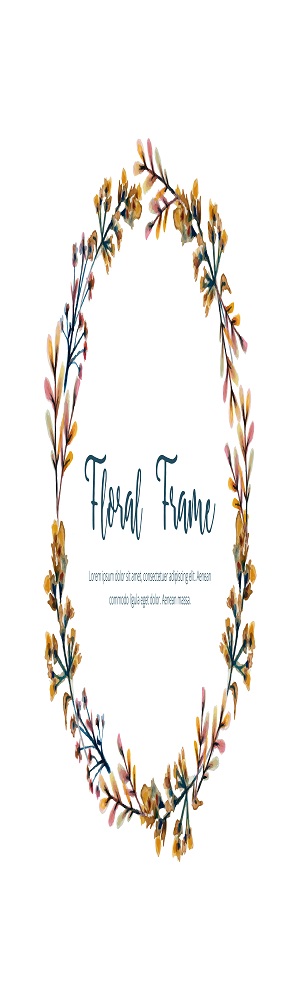 Floral Frame
Lorem ipsum dolor sit amet, consectetuer adipiscing elit. Aenean
commodo ligula eget dolor. Aenean massa.